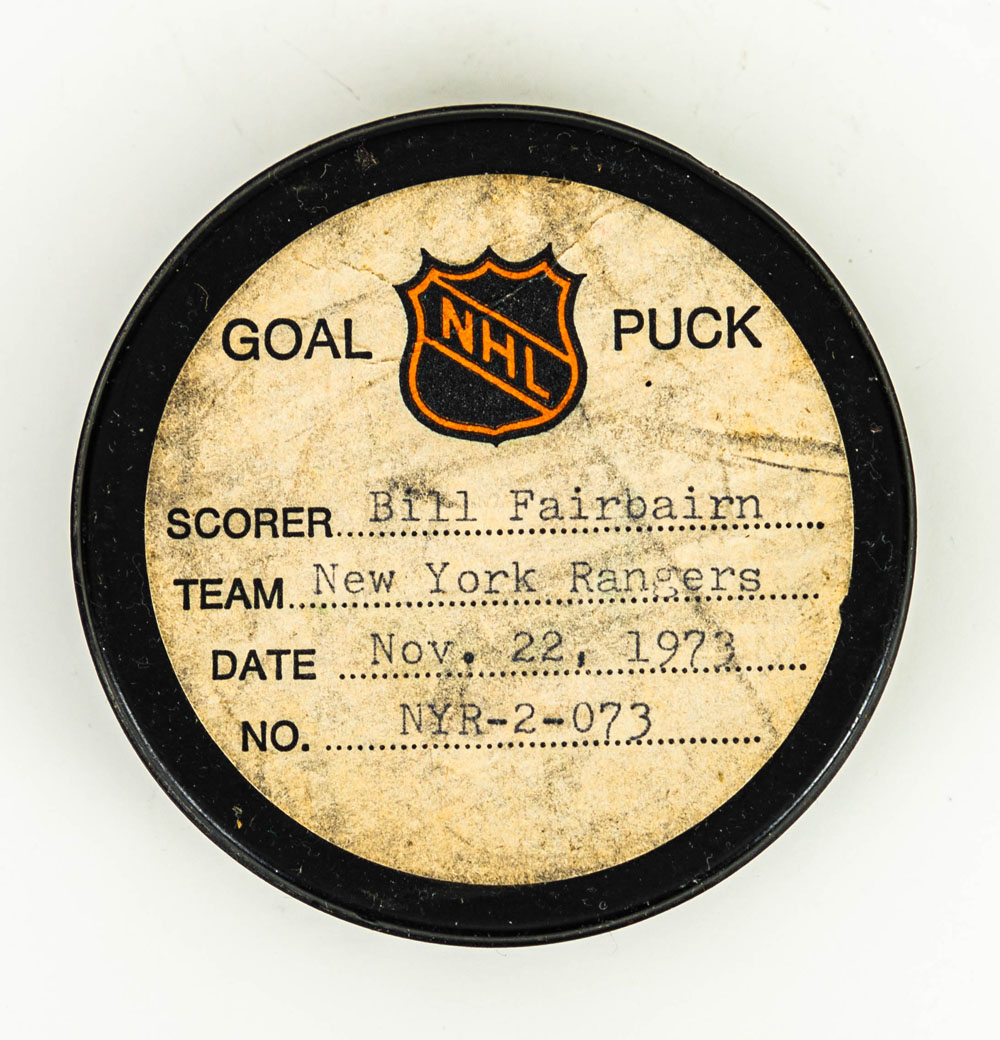 GOAL NHL PUCK
SCORER Bill Fairbairn
TEAM New York Rangers
DATE Nov. 22, 1973
NO. NYR-2-073